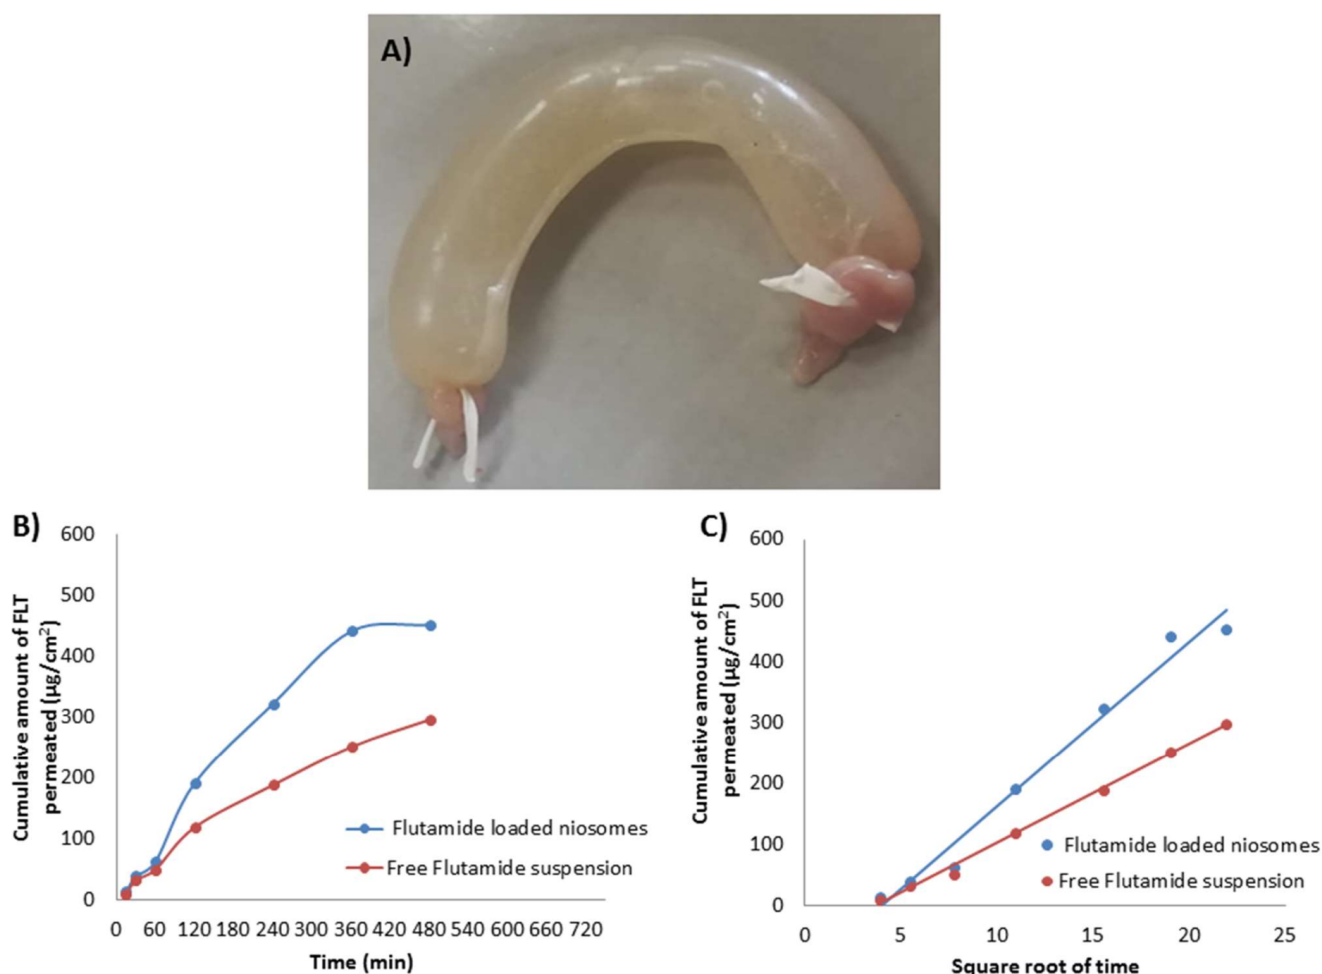 A)
B)
600
500
400
300
200
100
0
Cumulative amount of FLT
permeated (µg/cm²)
0 60 120 180 240 300 360 420 480 540 600 660 720
Time (min)
Flutamide loaded niosomes
Free Flutamide suspension
C)
600
500
400
300
200
100
0
Cumulative amount of FLT
permeated (µg/cm²)
0 5 10 15 20 25
Square root of time
Flutamide loaded niosomes
Free Flutamide suspension